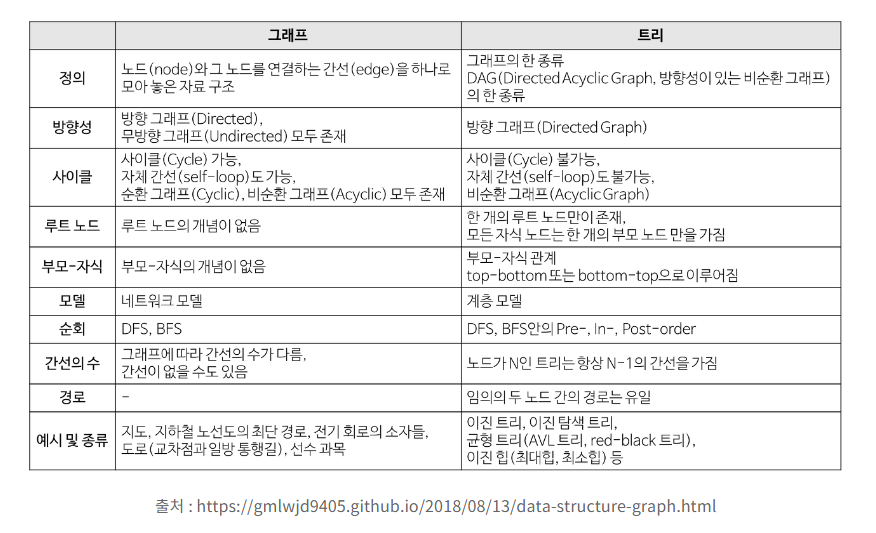 그래프 트리
정의
노드(node)와 그 노드를 연결하는 간선(edge)을 하나로
모아 놓은 자료 구조
그래프의 한 종류
DAG(Directed Acyclic Graph, 방향성이 있는 비순환 그래프)
의 한 종류
방향성
방향 그래프(Directed),
무방향 그래프(Undirected) 모두 존재
방향 그래프(Directed Graph)
사이클
사이클(Cycle) 가능,
자체 간선(self-loop)도 가능,
순환 그래프(Cyclic), 비순환 그래프(Acyclic) 모두 존재
사이클(Cycle) 불가능,
자체 간선(self-loop)도 불가능,
비순환 그래프(Acyclic Graph)
루트 노드
루트 노드의 개념이 없음
한 개의 루트 노드만이 존재,
모든 자식 노드는 한 개의 부모 노드 만을 가짐
부모-자식
부모-자식의 개념이 없음
부모-자식 관계
top-bottom 또는 bottom-top으로 이루어짐
모델
네트워크 모델
계층 모델
순회
DFS, BFS
DFS, BFS안의 Pre-, In-, Post-order
간선의 수
그래프에 따라 간선의 수가 다름,
간선이 없을 수도 있음
노드가 N인 트리는 항상 N-1의 간선을 가짐
경로
-
임의의 두 노드 간의 경로는 유일
예시 및 종류
지도, 지하철 노선도의 최단 경로, 전기 회로의 소자들,
도로(교차점과 일방 통행길), 선수 과목
이진 트리, 이진 탐색 트리,
균형 트리(AVL 트리, red-black 트리),
이진 힙(최대힙, 최소힙) 등
출처 : https://gmlwjd9405.github.io/2018/08/13/data-structure-graph.html